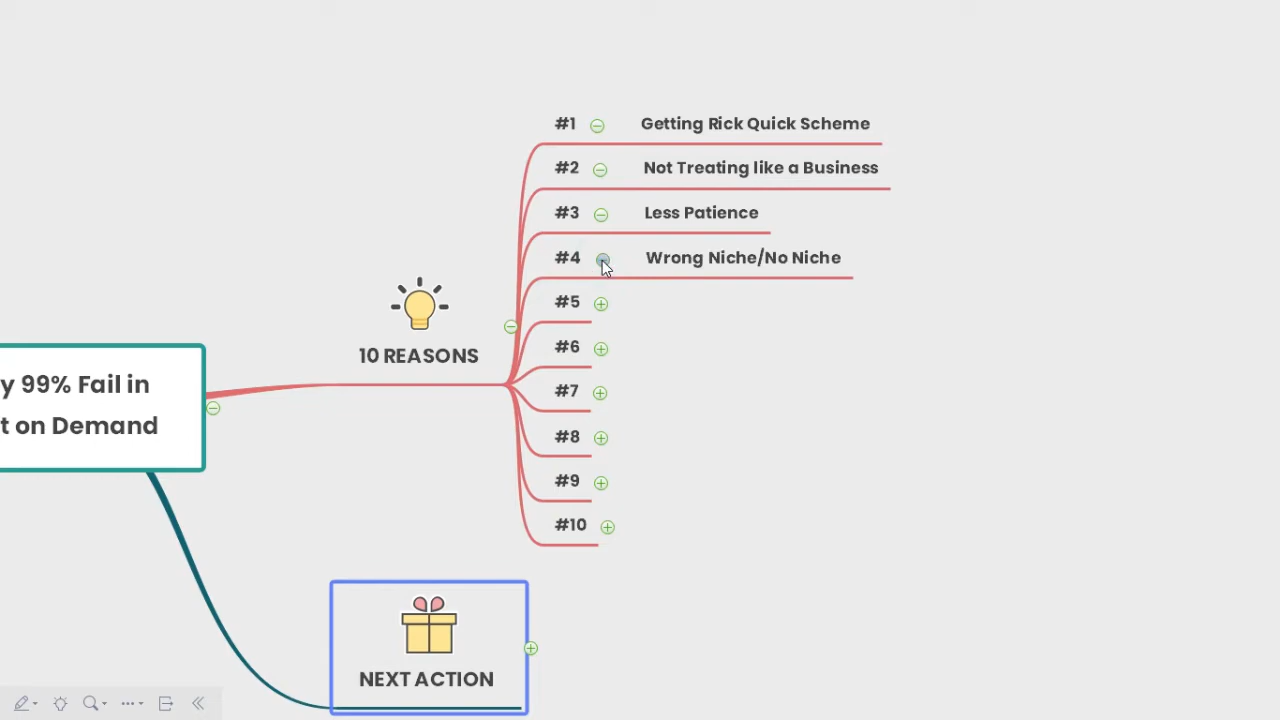 #1 Getting Rick Quick Scheme
#2 Not Treating like a Business
#3 Less Patience
#4 Wrong Niche/No Niche
#5
#6
#7
#8
#9
#10
10 REASONS
y 99% Fail in
t on Demand
NEXT ACTION